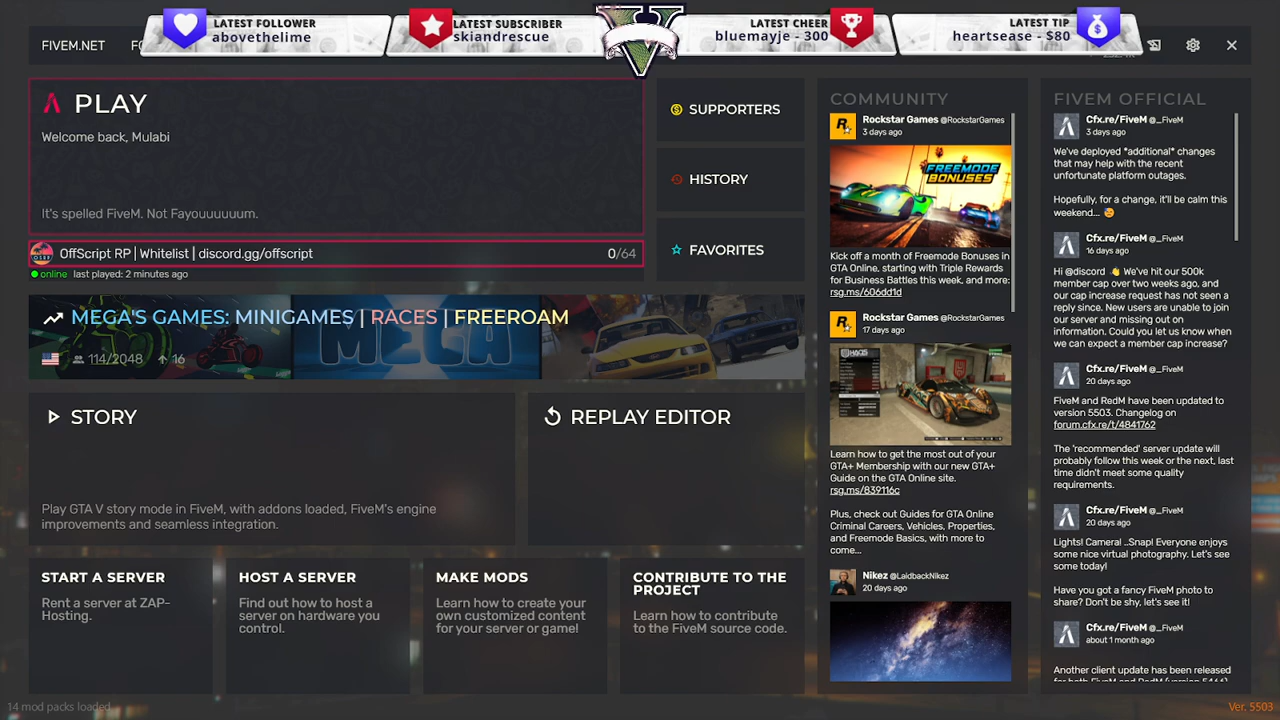 LATEST FOLLOWER
abovethelime
LATEST SUBSCRIBER
skiandrescue
V
LATEST CHEER
bluemayje - 300
LATEST TIP
heartsease - $80
FIVEM.NET
PLAY
Welcome back, Mulabi
It's spelled FiveM. Not Fayouuuuuum.
OffScript RP | Whitelist | discord.gg/offscript
0/64
online last played: 2 minutes ago
SUPPORTERS
HISTORY
FAVORITES
MEGA'S GAMES: MINIGAMES | RACES | FREEROAM
MEGA
114/2048 16
STORY
Play GTA V story mode in FiveM, with addons loaded, FiveM's engine
improvements and seamless integration.
REPLAY EDITOR
START A SERVER
Rent a server at ZAP-
Hosting.
HOST A SERVER
Find out how to host a
server on hardware you
control.
MAKE MODS
Learn how to create your
own customized content
for your server or game!
CONTRIBUTE TO THE
PROJECT
Learn how to contribute
to the FiveM source code.
COMMUNITY
Rockstar Games @RockstarGames
3 days ago
FREEMODE
BONUSES
Kick off a month of Freemode Bonuses in
GTA Online, starting with Triple Rewards
for Business Battles this week, and more:
rsg.ms/606dd1d
Rockstar Games @RockstarGames
17 days ago
Learn how to get the most out of your
GTA+ Membership with our new GTA+
Guide on the GTA Online site.
rsg.ms/839116c
Plus, check out Guides for GTA Online
Criminal Careers, Vehicles, Properties,
and Freemode Basics, with more to
come...
Nikez @LaidbackNikez
20 days ago
FIVEM OFFICIAL
Cfx.re/FiveM @_FiveM
3 days ago
We've deployed *additional* changes
that may help with the recent
unfortunate platform outages.
Hopefully, for a change, it'll be calm this
weekend... 😥
Cfx.re/FiveM @_FiveM
16 days ago
Hi @discord 👋 We've hit our 500k
member cap over two weeks ago, and
our cap increase request has not seen a
reply since. New users are unable to join
our server and missing out on
information. Could you let us know when
we can expect a member cap increase?
Cfx.re/FiveM @_FiveM
20 days ago
FiveM and RedM have been updated to
version 5503. Changelog on
forum.cfx.re/t/4841762
The 'recommended' server update will
probably follow this week or the next, last
time didn't meet some quality
requirements.
Cfx.re/FiveM @_FiveM
20 days ago
Lights! Camera! ..Snap! Everyone enjoys
some nice virtual photography. Let's see
some today!
Have you got a fancy FiveM photo to
share? Don't be shy, let's see it!
Cfx.re/FiveM @_FiveM
about 1 month ago
Another client update has been released
14 mod packs loaded
Ver. 5503